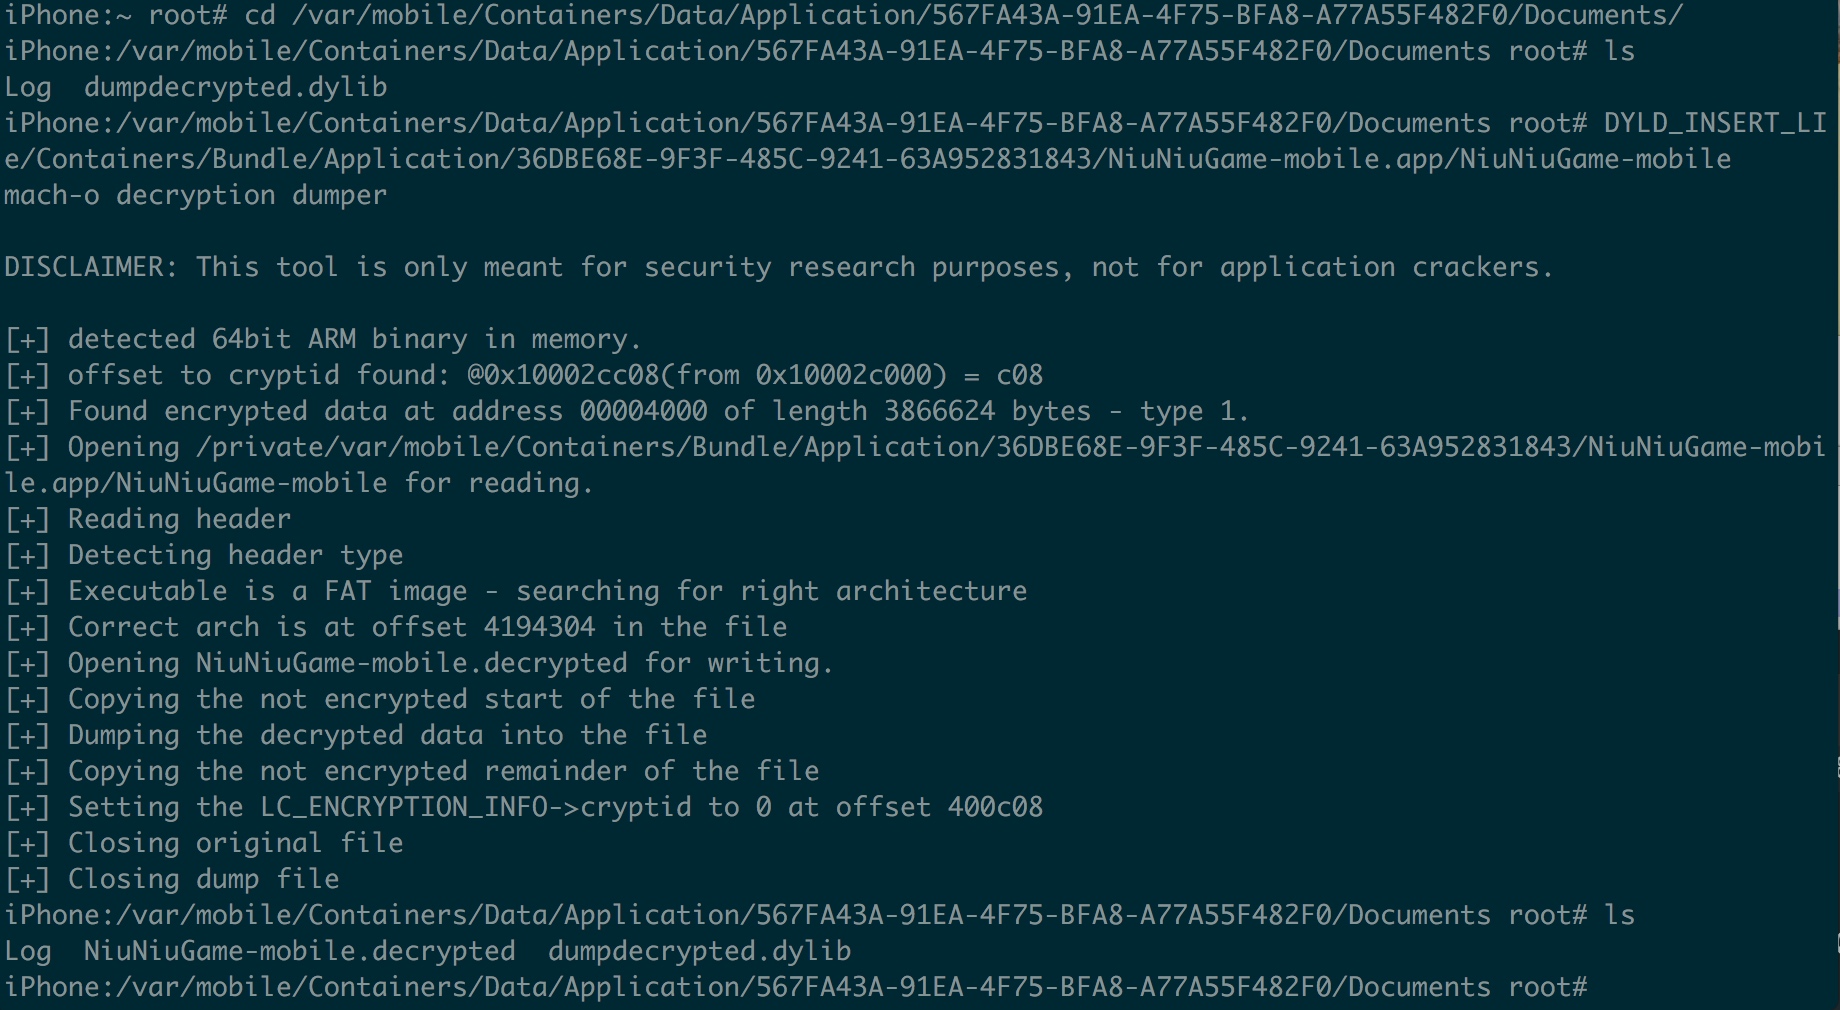 iPhone:~ root# cd /var/mobile/Containers/Data/Application/567FA43A-91EA-4F75-BFA8-A77A55F482F0/Documents/
iPhone:/var/mobile/Containers/Data/Application/567FA43A-91EA-4F75-BFA8-A77A55F482F0/Documents root# ls
Log  dumpdecrypted.dylib
iPhone:/var/mobile/Containers/Data/Application/567FA43A-91EA-4F75-BFA8-A77A55F482F0/Documents root# DYLD_INSERT_LI
e/Containers/Bundle/Application/36DBE68E-9F3F-485C-9241-63A952831843/NiuNiuGame-mobile.app/NiuNiuGame-mobile
mach-o decryption dumper
DISCLAIMER: This tool is only meant for security research purposes, not for application crackers.
[+] detected 64bit ARM binary in memory.
[+] offset to cryptid found: @0x10002cc08(from 0x10002c000) = c08
[+] Found encrypted data at address 00004000 of length 3866624 bytes - type 1.
[+] Opening /private/var/mobile/Containers/Bundle/Application/36DBE68E-9F3F-485C-9241-63A952831843/NiuNiuGame-mobi
le.app/NiuNiuGame-mobile for reading.
[+] Reading header
[+] Detecting header type
[+] Executable is a FAT image - searching for right architecture
[+] Correct arch is at offset 4194304 in the file
[+] Opening NiuNiuGame-mobile.decrypted for writing.
[+] Copying the not encrypted start of the file
[+] Dumping the decrypted data into the file
[+] Copying the not encrypted remainder of the file
[+] Setting the LC_ENCRYPTION_INFO->cryptid to 0 at offset 400c08
[+] Closing original file
[+] Closing dump file
iPhone:/var/mobile/Containers/Data/Application/567FA43A-91EA-4F75-BFA8-A77A55F482F0/Documents root# ls
Log  NiuNiuGame-mobile.decrypted  dumpdecrypted.dylib
iPhone:/var/mobile/Containers/Data/Application/567FA43A-91EA-4F75-BFA8-A77A55F482F0/Documents root#